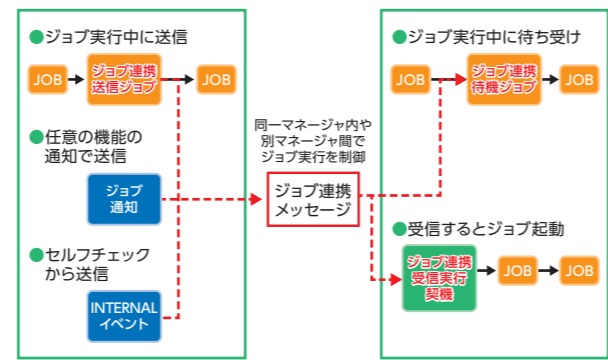 ●ジョブ実行中に送信
JOB
ジョブ連携
送信ジョブ
JOB
●任意の機能の
通知で送信
ジョブ
通知
●セルフチェック
から送信
INTERNAL
イベント
同一マネージャ内や
別マネージャ間で
ジョブ実行を制御
ジョブ連携
メッセージ
●ジョブ実行中に待ち受け
JOB
ジョブ連携
待機ジョブ
JOB
●受信するとジョブ起動
ジョブ連携
受信実行
契機
JOB
JOB